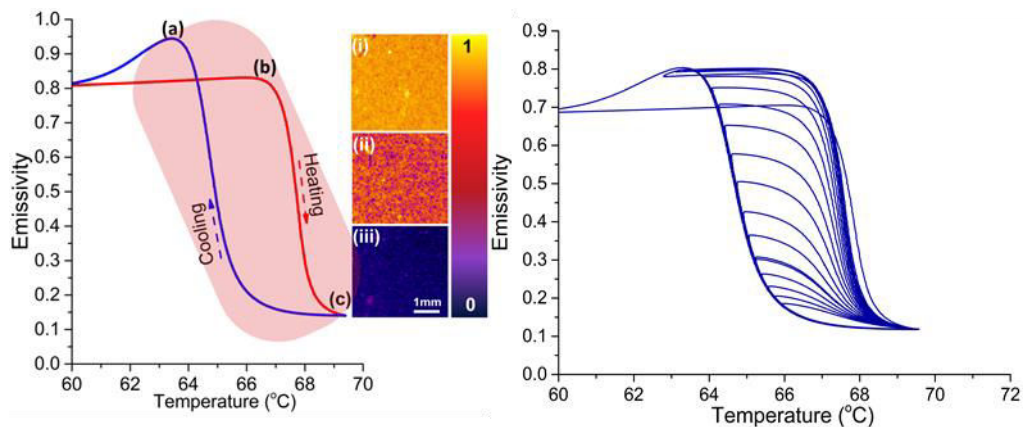 Emissivity
1.0
0.9
0.8
0.7
0.6
0.5
0.4
0.3
0.2
0.1
0.0
60 62 64 66 68 70
Temperature (°C)
(a)
(b)
(c)
Cooling
Heating
(i)
(ii)
(iii)
1mm
1
0
Emissivity
0.9
0.8
0.7
0.6
0.5
0.4
0.3
0.2
0.1
0.0
60 62 64 66 68 70 72
Temperature (°C)